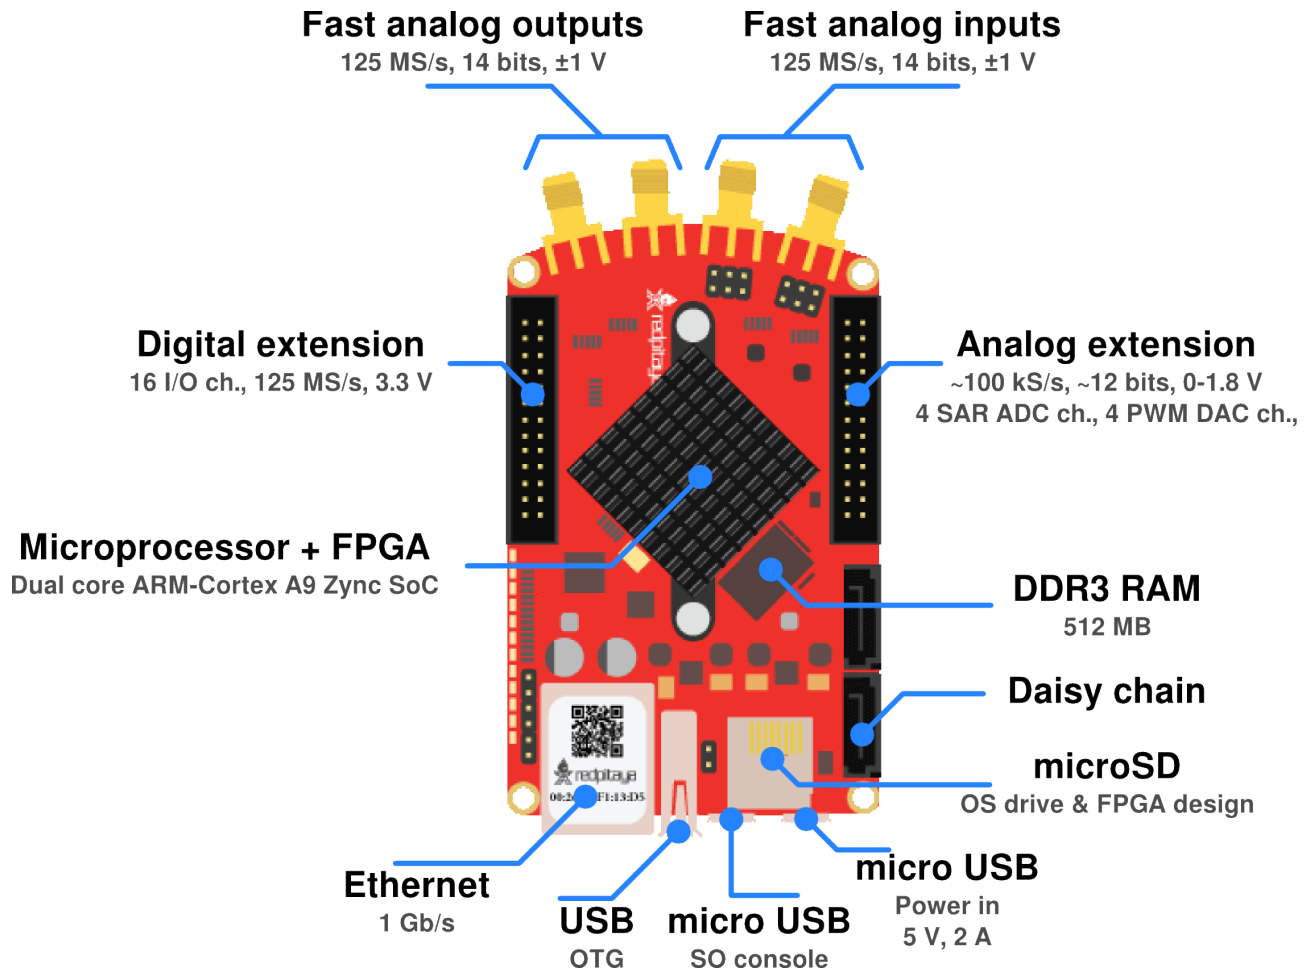 Fast analog outputs
125 MS/s, 14 bits, ±1 V
Fast analog inputs
125 MS/s, 14 bits, ±1 V
Digital extension
16 I/O ch., 125 MS/s, 3.3 V
Analog extension
~100 kS/s, ~12 bits, 0-1.8 V
4 SAR ADC ch., 4 PWM DAC ch.,
redpitaya
Microprocessor + FPGA
Dual core ARM-Cortex A9 Zync SoC
DDR3 RAM
512 MB
Daisy chain
redpitaya
F1:13:D5
microSD
OS drive & FPGA design
Ethernet
1 Gb/s
USB
OTG
micro USB
SO console
micro USB
Power in
5 V, 2 A